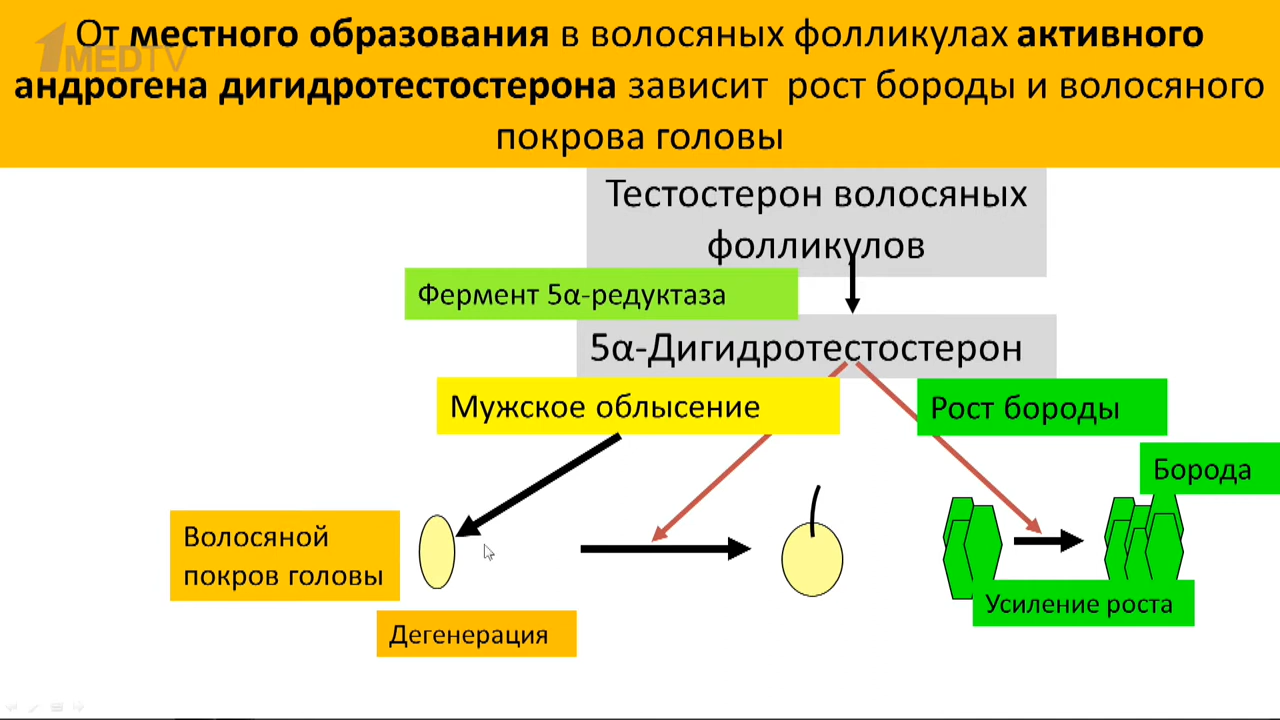 От местного образования в волосяных фолликулах активного
андрогена дигидротестостерона зависит рост бороды и волосяного
покрова головы
1MEDTV
Тестостерон волосяных
фолликулов
Фермент 5α-редуктаза
5α-Дигидротестостерон
Мужское облысение
Рост бороды
Борода
Волосяной
покров головы
Усиление роста
Дегенерация